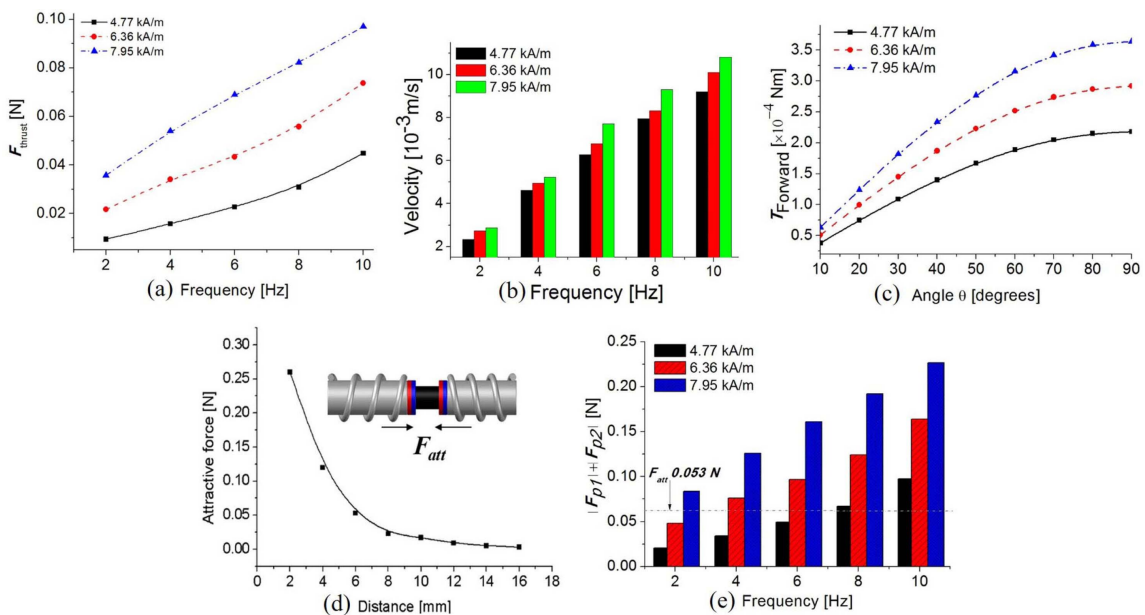 0.10
0.08
0.06
0.04
0.02
F thrust [N]
4.77 kA/m
6.36 kA/m
7.95 kA/m
2 4 6 8 10
(a) Frequency [Hz]
10
8
6
4
2
Velocity [10⁻³m/s]
4.77 kA/m
6.36 kA/m
7.95 kA/m
2 4 6 8 10
(b) Frequency [Hz]
3.5
3.0
2.5
2.0
1.5
1.0
0.5
TForward [×10⁻⁴ Nm]
4.77 kA/m
6.36 kA/m
7.95 kA/m
10 20 30 40 50 60 70 80 90
(c) Angle θ [degrees]
0.30
0.25
0.20
0.15
0.10
0.05
0.00
Attractive force [N]
Fatt
0 2 4 6 8 10 12 14 16 18
(d) Distance [mm]
0.25
0.20
0.15
0.10
0.05
0.00
|Fp1|+|Fp2| [N]
4.77 kA/m
6.36 kA/m
7.95 kA/m
Fatt 0.053 N
2 4 6 8 10
(e) Frequency [Hz]